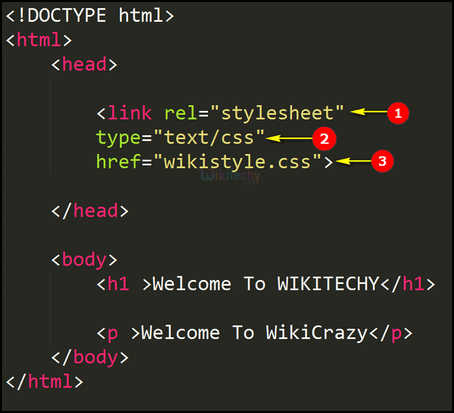 <!DOCTYPE html>
<html>
<head>
<link rel="stylesheet" 1
type="text/css" 2
href="wikistyle.css"> 3
Wikitechy
</head>
<body>
<h1 >Welcome To WIKITECHY</h1>
<p >Welcome To WikiCrazy</p>
</body>
</html>